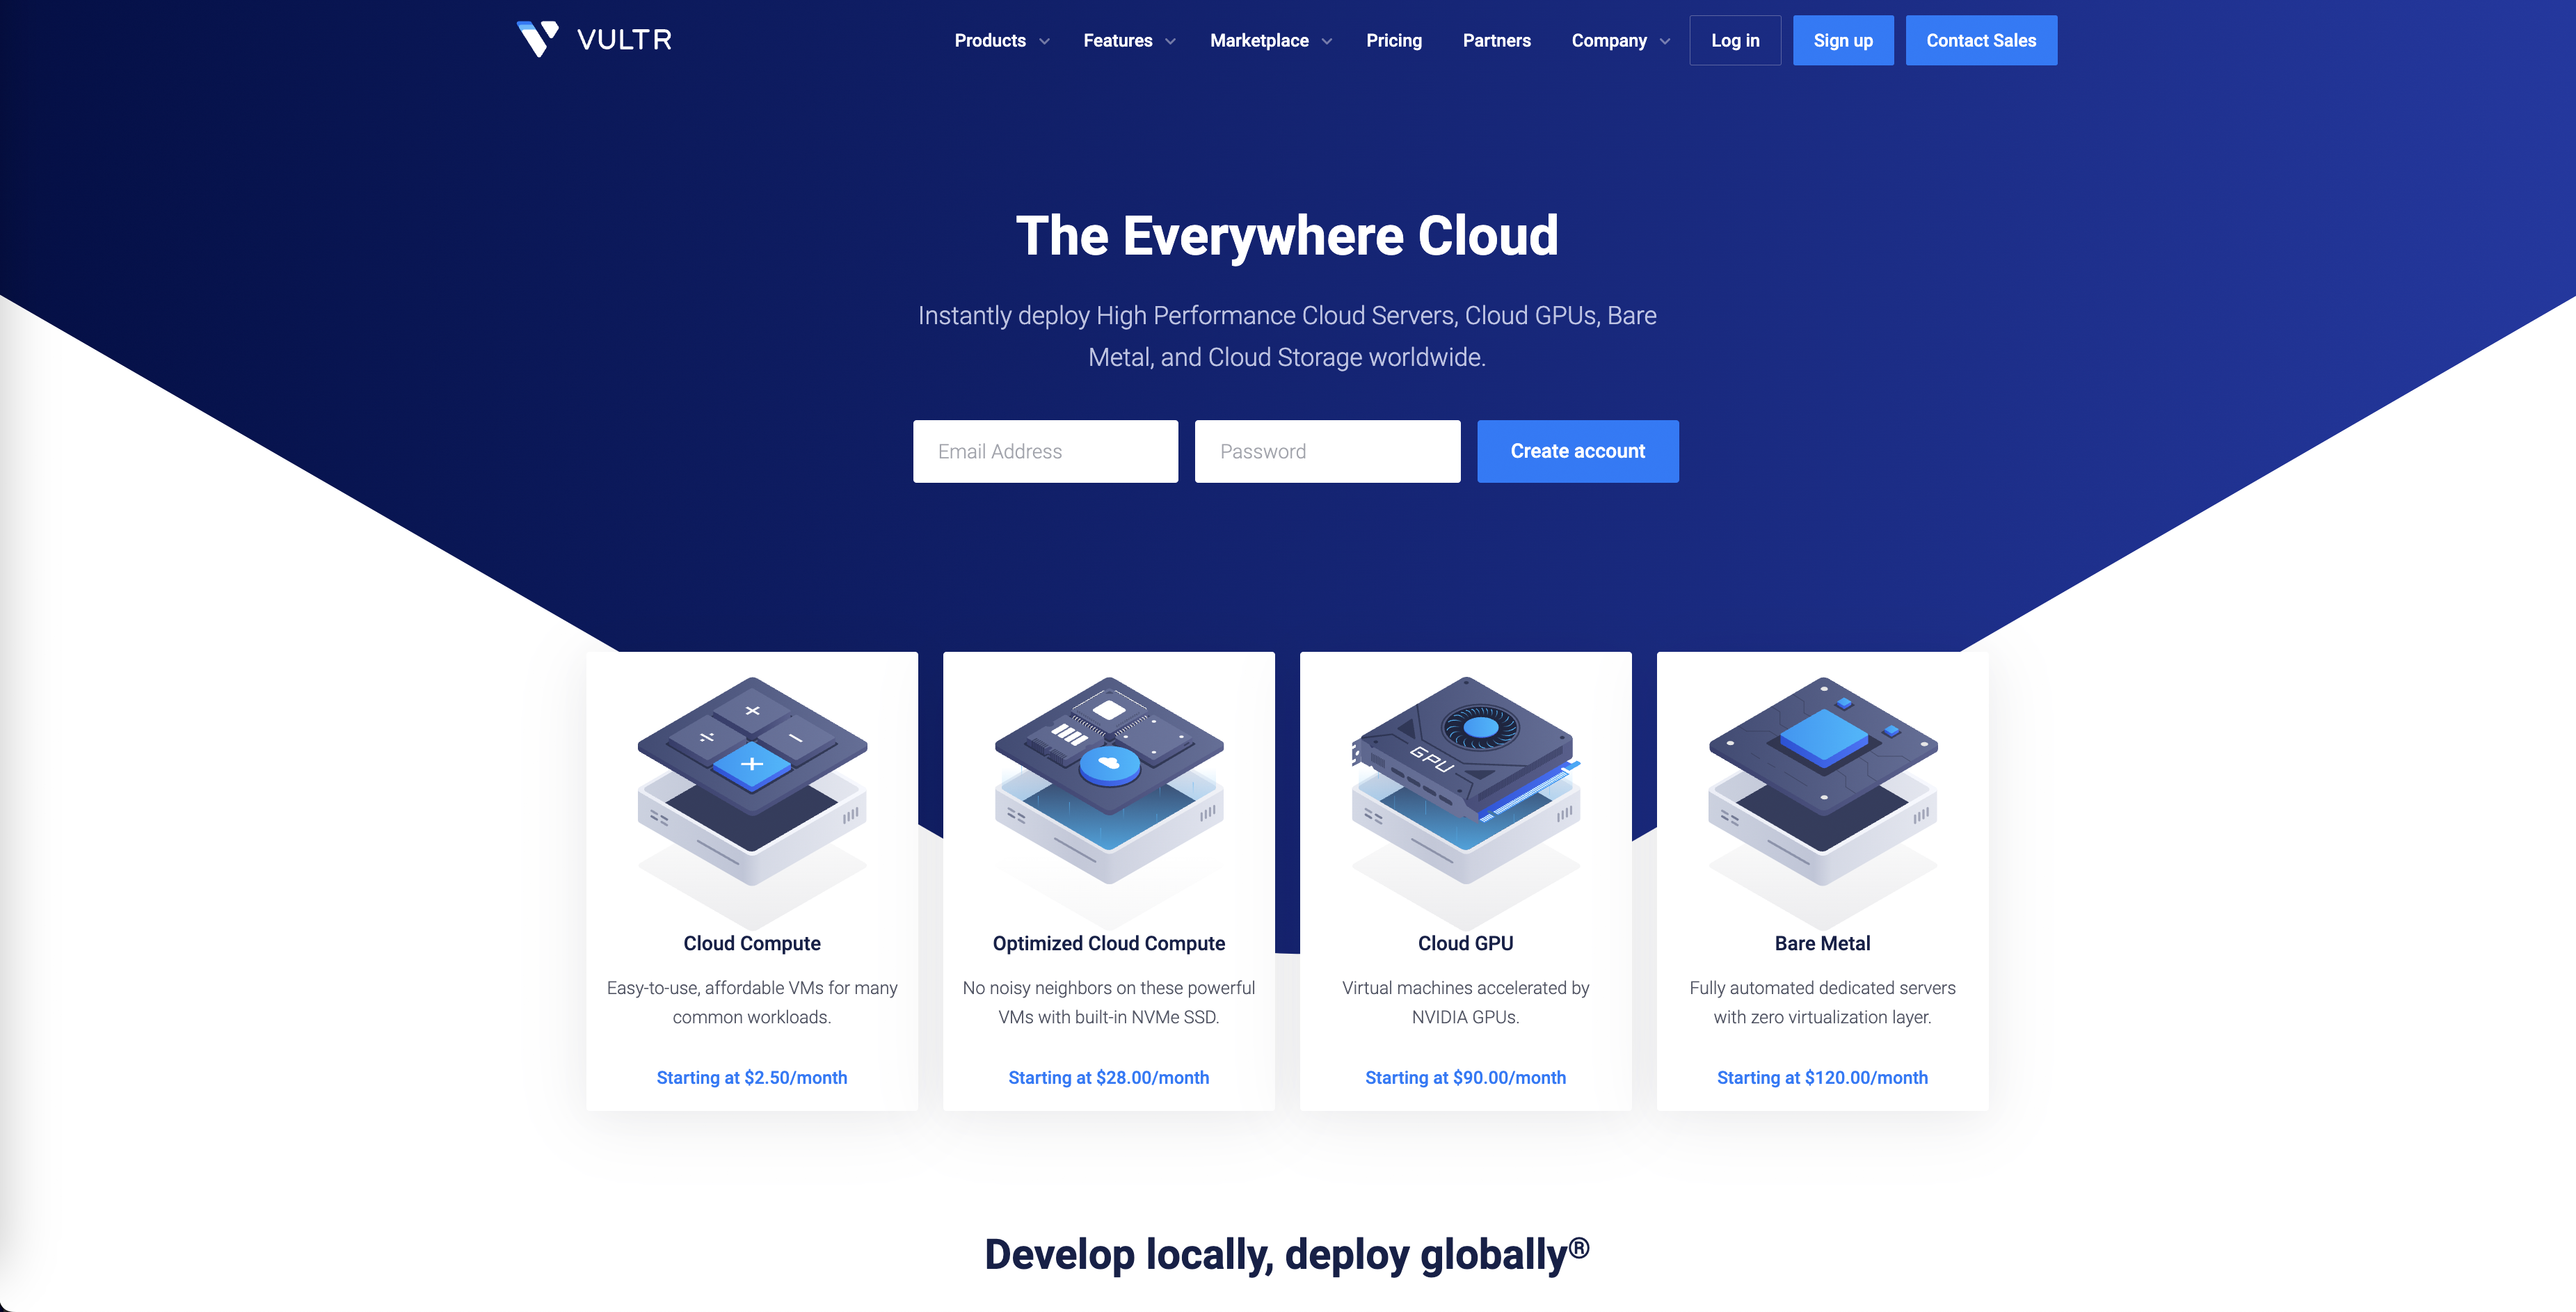 VULTR
Products
Features
Marketplace
Pricing
Partners
Company
Log in
Sign up
Contact Sales
The Everywhere Cloud
Instantly deploy High Performance Cloud Servers, Cloud GPUs, Bare
Metal, and Cloud Storage worldwide.
Email Address
Password
Create account
GPU
Cloud Compute
Easy-to-use, affordable VMs for many
common workloads.
Starting at $2.50/month
Optimized Cloud Compute
No noisy neighbors on these powerful
VMs with built-in NVMe SSD.
Starting at $28.00/month
Cloud GPU
Virtual machines accelerated by
NVIDIA GPUs.
Starting at $90.00/month
Bare Metal
Fully automated dedicated servers
with zero virtualization layer.
Starting at $120.00/month
Develop locally, deploy globally®